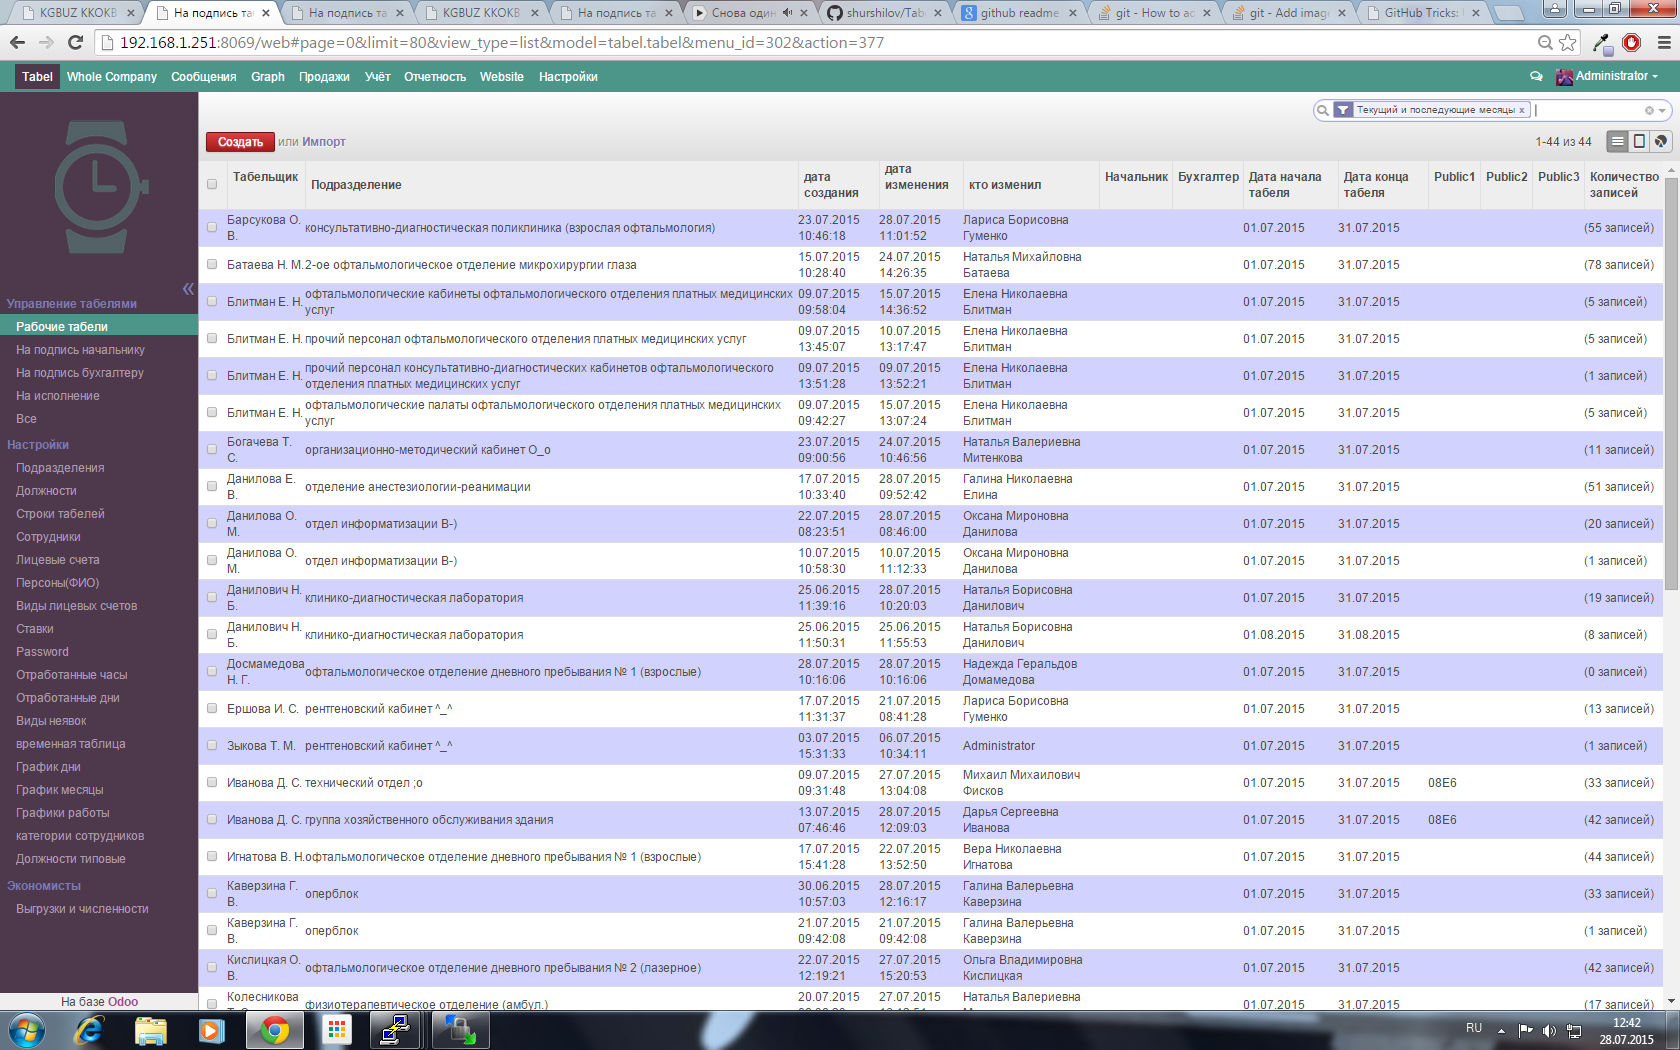 KGBUZ KKOKB
На подпись та
На подпись та
KGBUZ KKOKB
На подпись та
Снова один
shurshilov/Tab
github readme
git - How to ad
git - Add imag
GitHub Tricks:
192.168.1.251:8069/web#page=0&limit=80&view_type=list&model=tabel.tabel&menu_id=302&action=377
Tabel Whole Company Сообщения Graph Продажи Учёт Отчетность Website Настройки Administrator
Текущий и последующие месяцы x
Создать или Импорт 1-44 из 44
Управление табелями
Рабочие табели
На подпись начальнику
На подпись бухгалтеру
На исполнение
Все
Настройки
Подразделения
Должности
Строки табелей
Сотрудники
Лицевые счета
Персоны(ФИО)
Виды лицевых счетов
Ставки
Password
Отработанные часы
Отработанные дни
Виды неявок
временная таблица
График дни
График месяцы
Графики работы
категории сотрудников
Должности типовые
Экономисты
Выгрузки и численности
На базе Odoo
Табельщик Подразделение дата создания дата изменения кто изменил Начальник Бухгалтер Дата начала табеля Дата конца табеля Public1 Public2 Public3 Количество записей
Барсукова О. В. консультативно-диагностическая поликлиника (взрослая офтальмология) 23.07.2015 10:46:18 28.07.2015 11:01:52 Лариса Борисовна Гуменко 01.07.2015 31.07.2015 (55 записей)
Батаева Н. М. 2-ое офтальмологическое отделение микрохирургии глаза 15.07.2015 10:28:40 24.07.2015 14:26:35 Наталья Михайловна Батаева 01.07.2015 31.07.2015 (78 записей)
Блитман Е. Н. офтальмологические кабинеты офтальмологического отделения платных медицинских услуг 09.07.2015 09:58:04 15.07.2015 14:36:52 Елена Николаевна Блитман 01.07.2015 31.07.2015 (5 записей)
Блитман Е. Н. прочий персонал офтальмологического отделения платных медицинских услуг 09.07.2015 13:45:07 10.07.2015 13:17:47 Елена Николаевна Блитман 01.07.2015 31.07.2015 (5 записей)
Блитман Е. Н. прочий персонал консультативно-диагностических кабинетов офтальмологического отделения платных медицинских услуг 09.07.2015 13:51:28 09.07.2015 13:52:21 Елена Николаевна Блитман 01.07.2015 31.07.2015 (1 записей)
Блитман Е. Н. офтальмологические палаты офтальмологического отделения платных медицинских услуг 09.07.2015 09:42:27 15.07.2015 13:07:24 Елена Николаевна Блитман 01.07.2015 31.07.2015 (5 записей)
Богачева Т. С. организационно-методический кабинет О_о 23.07.2015 09:00:56 24.07.2015 10:46:56 Наталья Валериевна Митенкова 01.07.2015 31.07.2015 (11 записей)
Данилова Е. В. отделение анестезиологии-реанимации 17.07.2015 10:33:40 28.07.2015 09:52:42 Галина Николаевна Елина 01.07.2015 31.07.2015 (51 записей)
Данилова О. М. отдел информатизации B-) 22.07.2015 08:23:51 28.07.2015 08:46:00 Оксана Мироновна Данилова 01.07.2015 31.07.2015 (20 записей)
Данилова О. М. отдел информатизации B-) 10.07.2015 10:58:30 10.07.2015 11:12:33 Оксана Мироновна Данилова 01.07.2015 31.07.2015 (1 записей)
Данилович Н. Б. клинико-диагностическая лаборатория 25.06.2015 11:39:16 28.07.2015 10:20:03 Наталья Борисовна Данилович 01.07.2015 31.07.2015 (19 записей)
Данилович Н. Б. клинико-диагностическая лаборатория 25.06.2015 11:50:31 25.06.2015 11:55:53 Наталья Борисовна Данилович 01.08.2015 31.08.2015 (8 записей)
Досмамедова Н. Г. офтальмологическое отделение дневного пребывания № 1 (взрослые) 28.07.2015 10:16:06 28.07.2015 10:16:06 Надежда Геральдов Домамедова 01.07.2015 31.07.2015 (0 записей)
Ершова И. С. рентгеновский кабинет ^_^ 17.07.2015 11:31:37 21.07.2015 08:41:28 Лариса Борисовна Гуменко 01.07.2015 31.07.2015 (13 записей)
Зыкова Т. М. рентгеновский кабинет ^_^ 03.07.2015 15:31:33 06.07.2015 10:34:11 Administrator 01.07.2015 31.07.2015 (1 записей)
Иванова Д. С. технический отдел ;о 09.07.2015 09:31:48 27.07.2015 13:04:08 Михаил Михаилович Фисков 01.07.2015 31.07.2015 08E6 (33 записей)
Иванова Д. С. группа хозяйственного обслуживания здания 13.07.2015 07:46:46 28.07.2015 12:09:03 Дарья Сергеевна Иванова 01.07.2015 31.07.2015 08E6 (42 записей)
Игнатова В. Н. офтальмологическое отделение дневного пребывания № 1 (взрослые) 17.07.2015 15:41:28 22.07.2015 13:52:50 Вера Николаевна Игнатова 01.07.2015 31.07.2015 (44 записей)
Каверзина Г. В. оперблок 30.06.2015 10:57:03 28.07.2015 12:16:17 Галина Валерьевна Каверзина 01.07.2015 31.07.2015 (33 записей)
Каверзина Г. В. оперблок 21.07.2015 09:42:08 21.07.2015 09:42:08 Галина Валерьевна Каверзина 01.07.2015 31.07.2015 (1 записей)
Кислицкая О. В. офтальмологическое отделение дневного пребывания № 2 (лазерное) 22.07.2015 12:19:21 27.07.2015 15:20:53 Ольга Владимировна Кислицкая 01.07.2015 31.07.2015 (42 записей)
Колесникова физиотерапевтическое отделение (амбул.) 20.07.2015 27.07.2015 Наталья Валериевна 01.07.2015 31.07.2015 (17 записей)
RU 12:42
28.07.2015